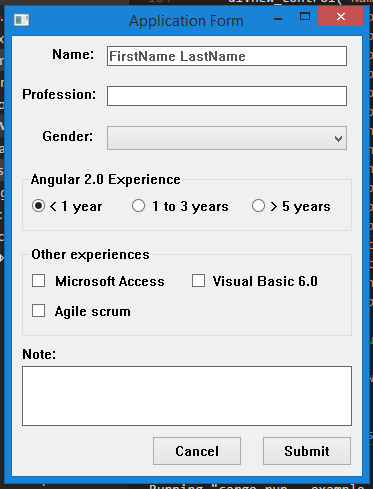 Application Form
Name: FirstName LastName
Profession:
Gender:
Angular 2.0 Experience
< 1 year 1 to 3 years > 5 years
Other experiences
Microsoft Access Visual Basic 6.0
Agile scrum
Note:
Cancel Submit